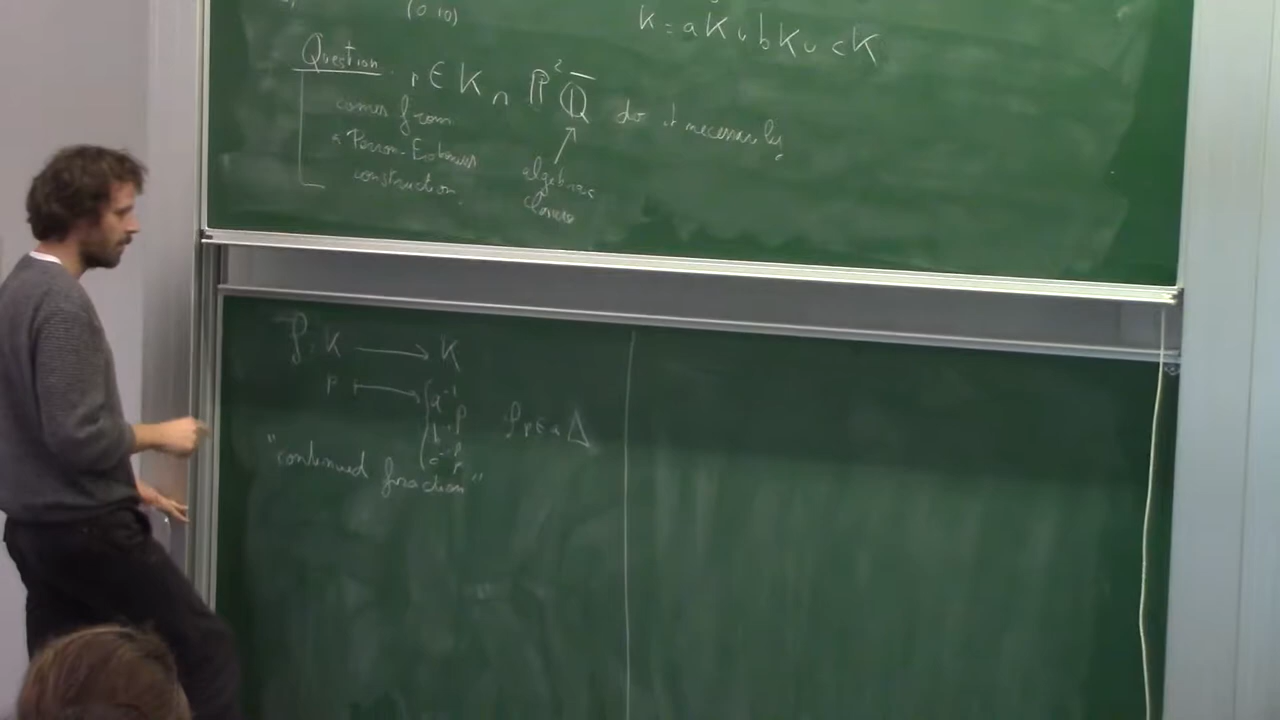 (0 10)
K = aK ∪ bK ∪ cK
Question p ∈ K ∩ ℙ² ℚ̄ do it necessarily
comes from
a Perron-Frobenius
construction.
algebraic
closure
f: K → K
p ↦ { a⁻¹ p
b⁻¹ p
c⁻¹ p
if p ∈ a Δ
"continued fraction"